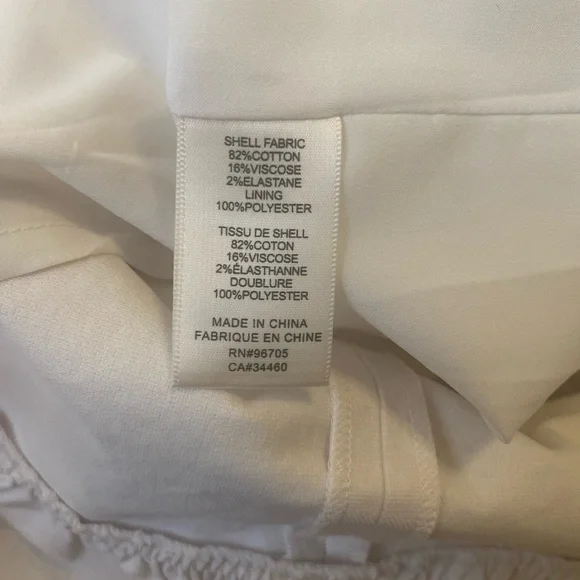 SHELL FABRIC
82%COTTON
16%VISCOSE
2%ELASTANE
LINING
100%POLYESTER
TISSU DE SHELL
82%COTON
16%VISCOSE
2%ÉLASTHANNE
DOUBLURE
100%POLYESTER
MADE IN CHINA
FABRIQUE EN CHINE
RN#96705
CA#34460